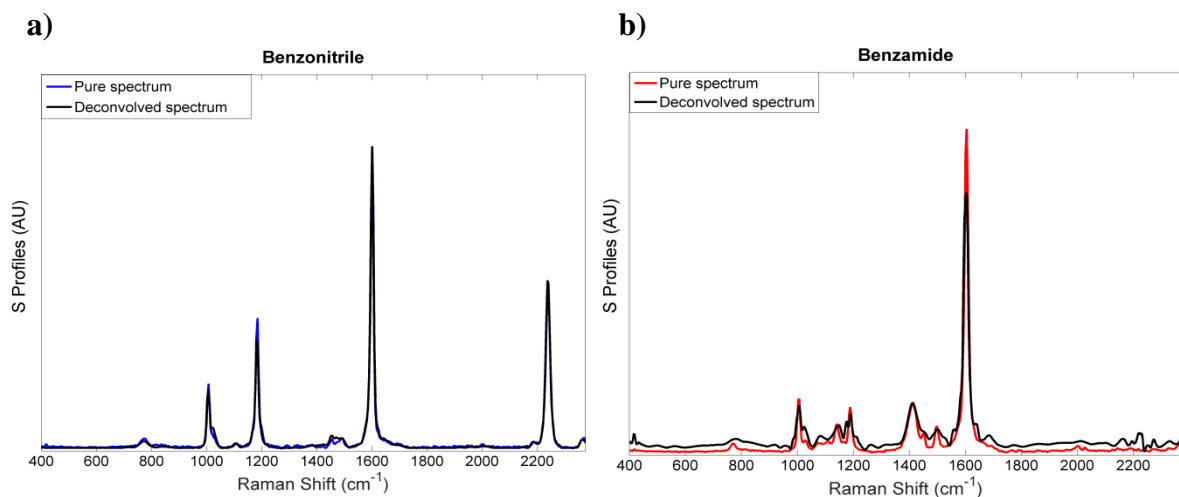 a)
Benzonitrile
Pure spectrum
Deconvolved spectrum
S Profiles (AU)
400 600 800 1000 1200 1400 1600 1800 2000 2200
Raman Shift (cm⁻¹)
b)
Benzamide
Pure spectrum
Deconvolved spectrum
S Profiles (AU)
400 600 800 1000 1200 1400 1600 1800 2000 2200
Raman Shift (cm⁻¹)